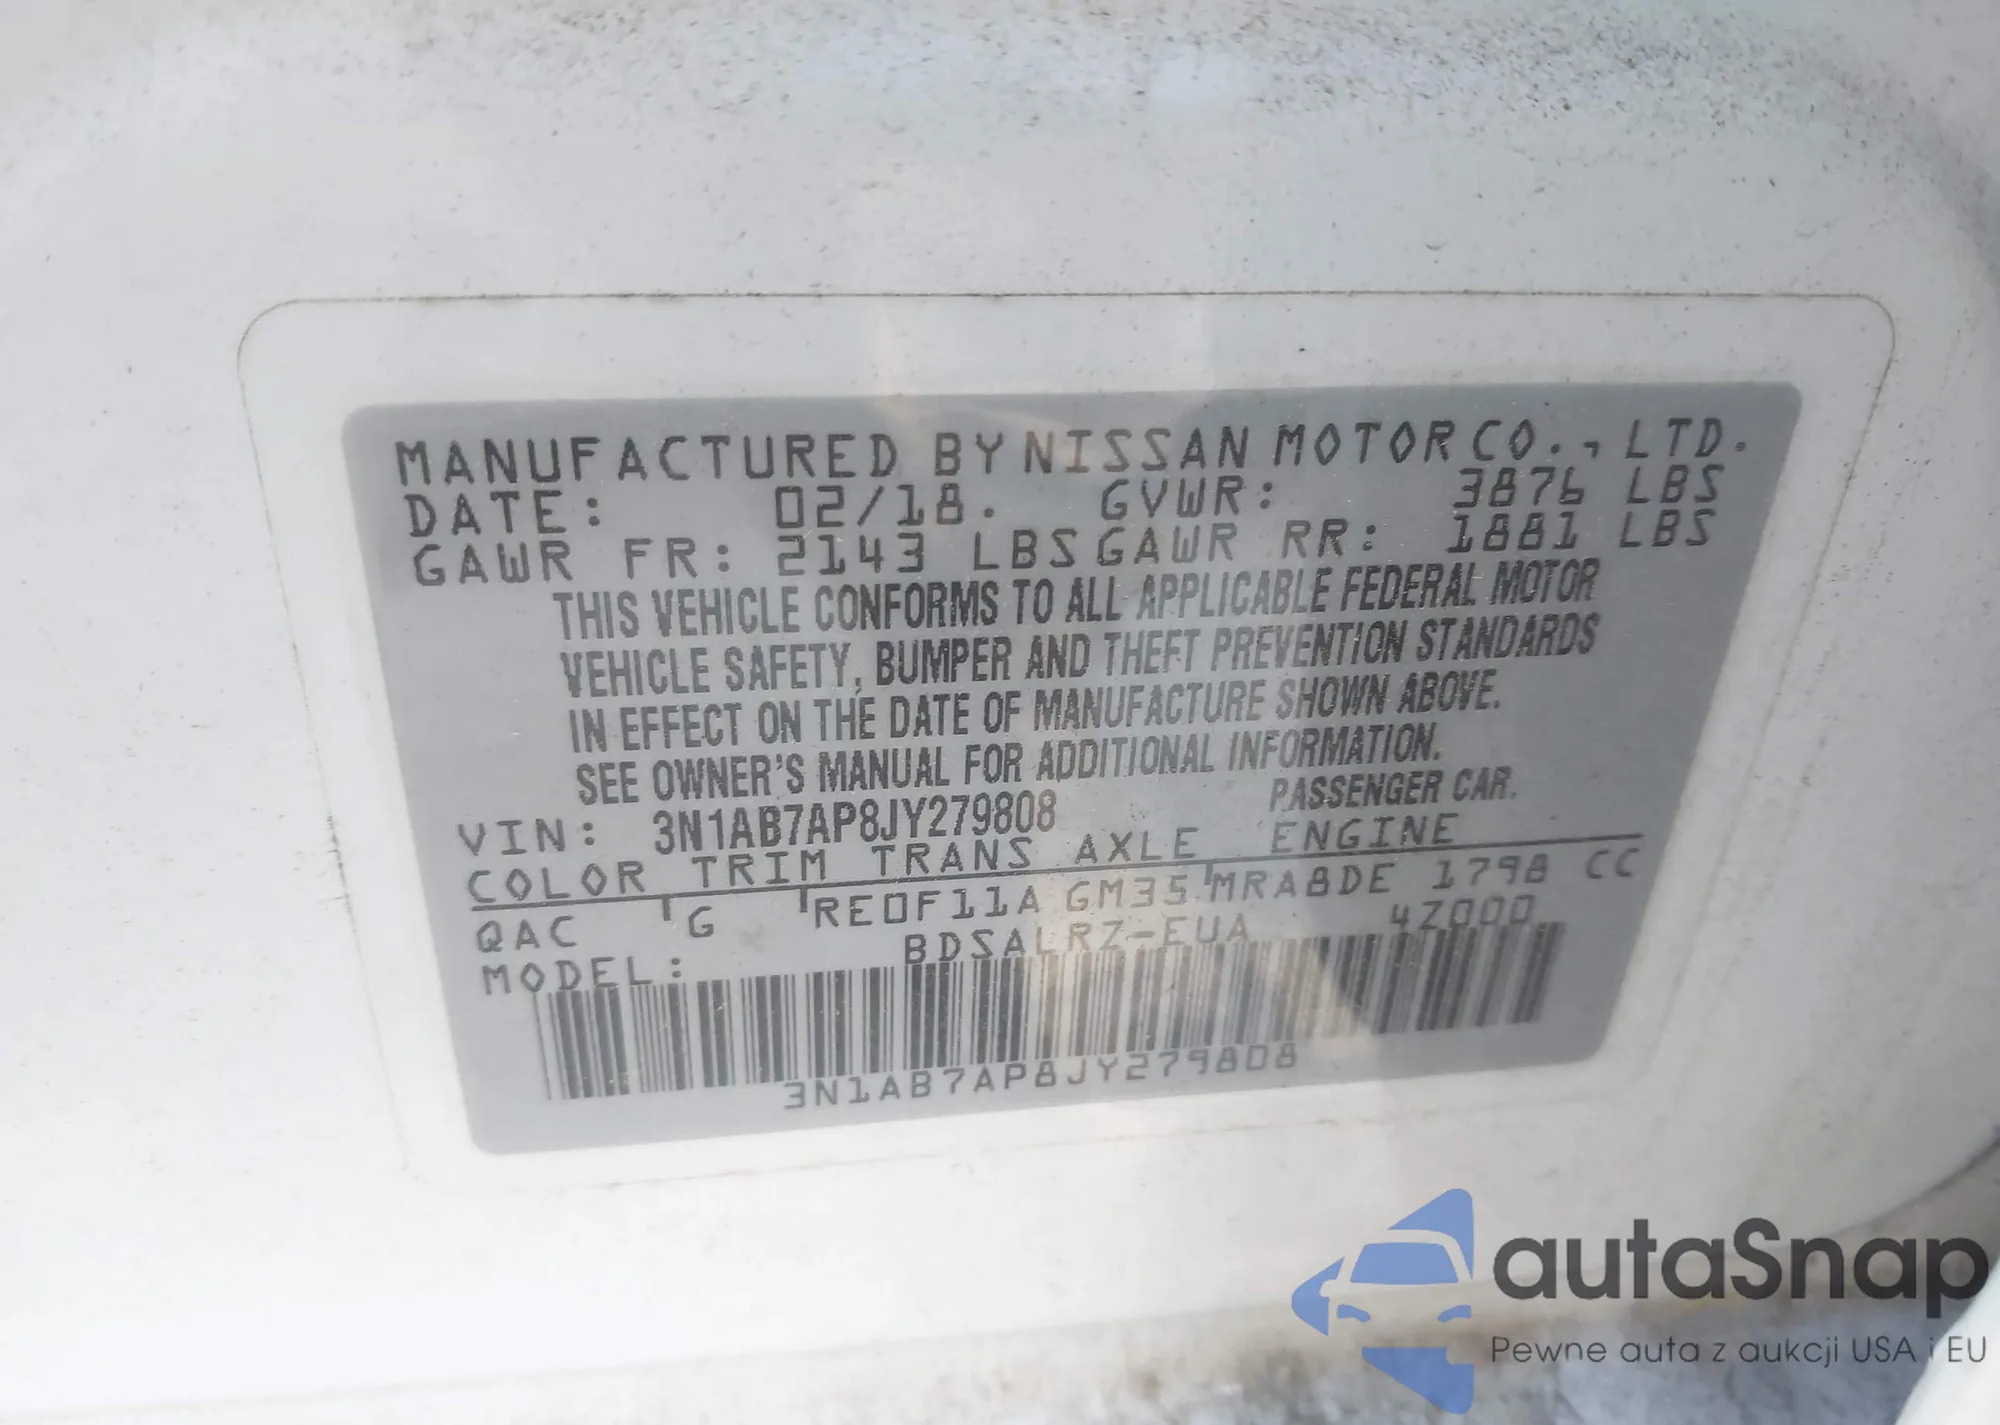 MANUFACTURED BY NISSAN MOTOR CO., LTD.
DATE: 02/18. GVWR: 3876 LBS
GAWR FR: 2143 LBS GAWR RR: 1881 LBS
THIS VEHICLE CONFORMS TO ALL APPLICABLE FEDERAL MOTOR
VEHICLE SAFETY, BUMPER AND THEFT PREVENTION STANDARDS
IN EFFECT ON THE DATE OF MANUFACTURE SHOWN ABOVE.
SEE OWNER'S MANUAL FOR ADDITIONAL INFORMATION.
VIN: 3N1AB7AP8JY279808 PASSENGER CAR.
COLOR TRIM TRANS AXLE ENGINE
QAC G RE0F11A GM35 MRA8DE 1798 CC
MODEL: BDSALRZ-EUA 4Z000
3N1AB7AP8JY279808
autaSnap
Pewne auta z aukcji USA i EU